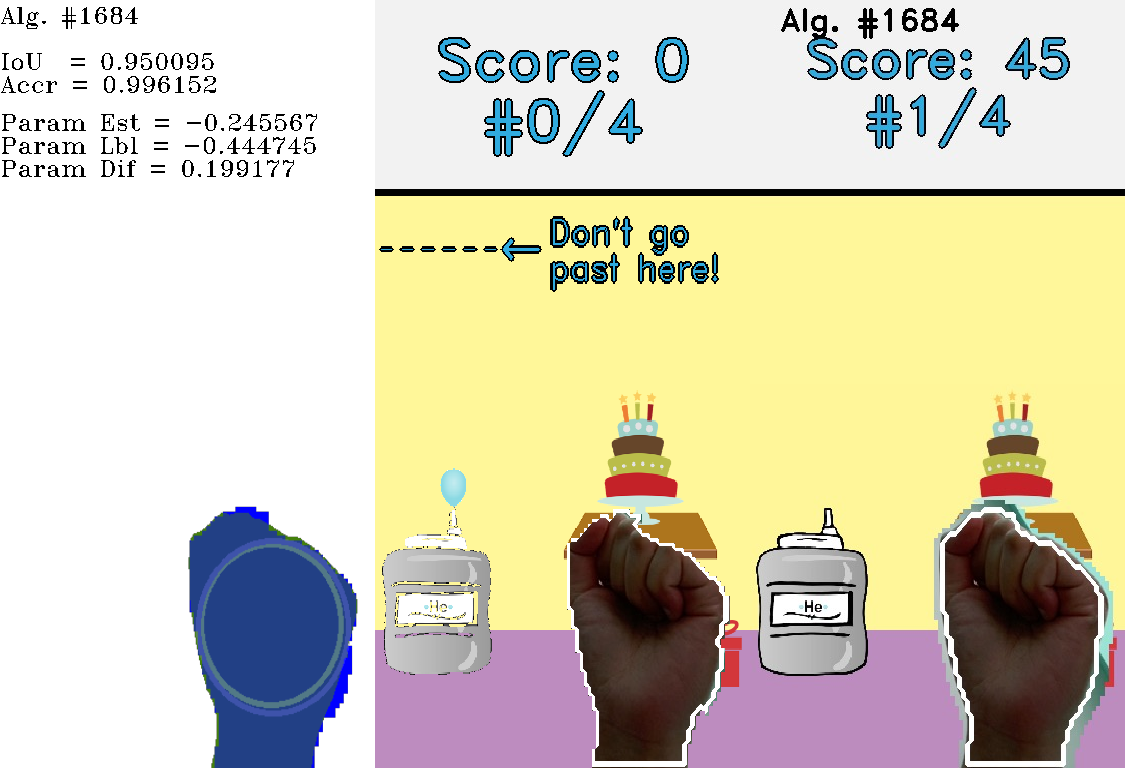 Alg. #1684
IoU = 0.950095
Accr = 0.996152
Param Est = −0.245567
Param Lbl = −0.444745
Param Dif = 0.199177
Score: 0
#0/4
Alg. #1684
Score: 45
#1/4
Don't go
past here!
He
He